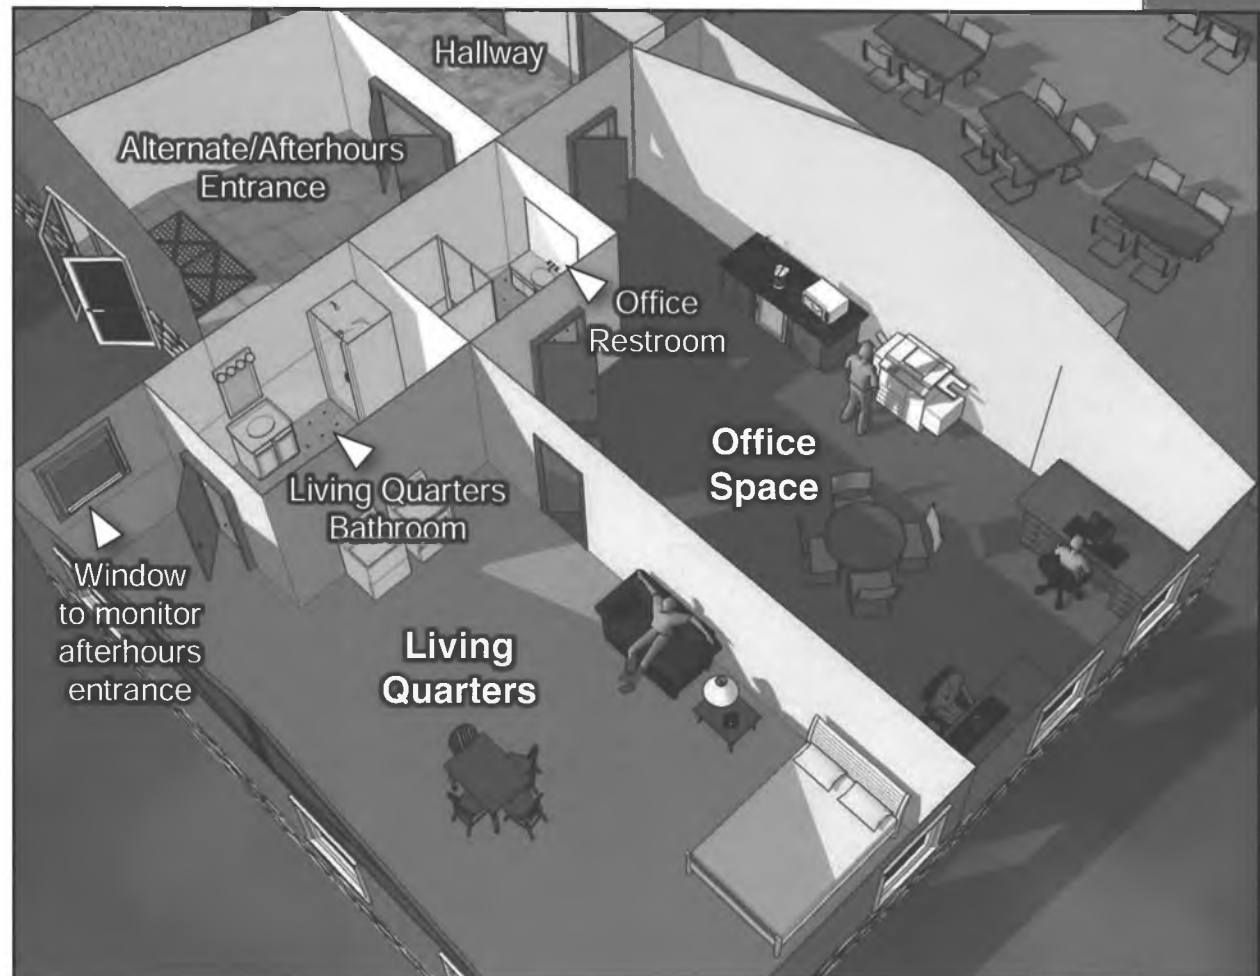 Hallway
Alternate/Afterhours
Entrance
Office
Restroom
Office
Space
Living Quarters
Bathroom
Window
to monitor
afterhours
entrance
Living
Quarters